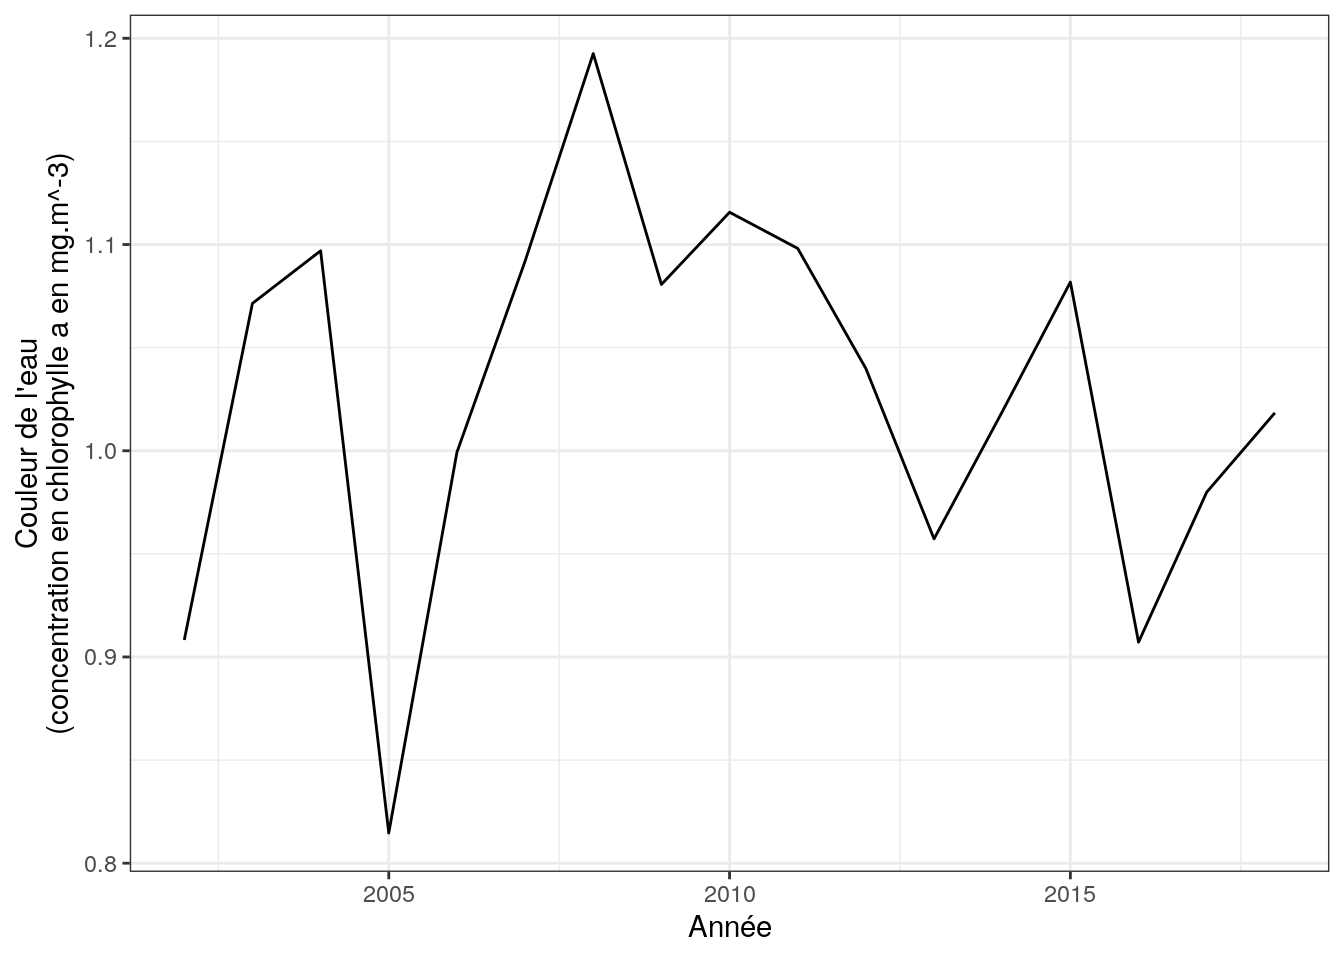 Couleur de l'eau
(concentration en chlorophylle a en mg.m^-3)
1.2
1.1
1.0
0.9
0.8
2005 2010 2015
Année